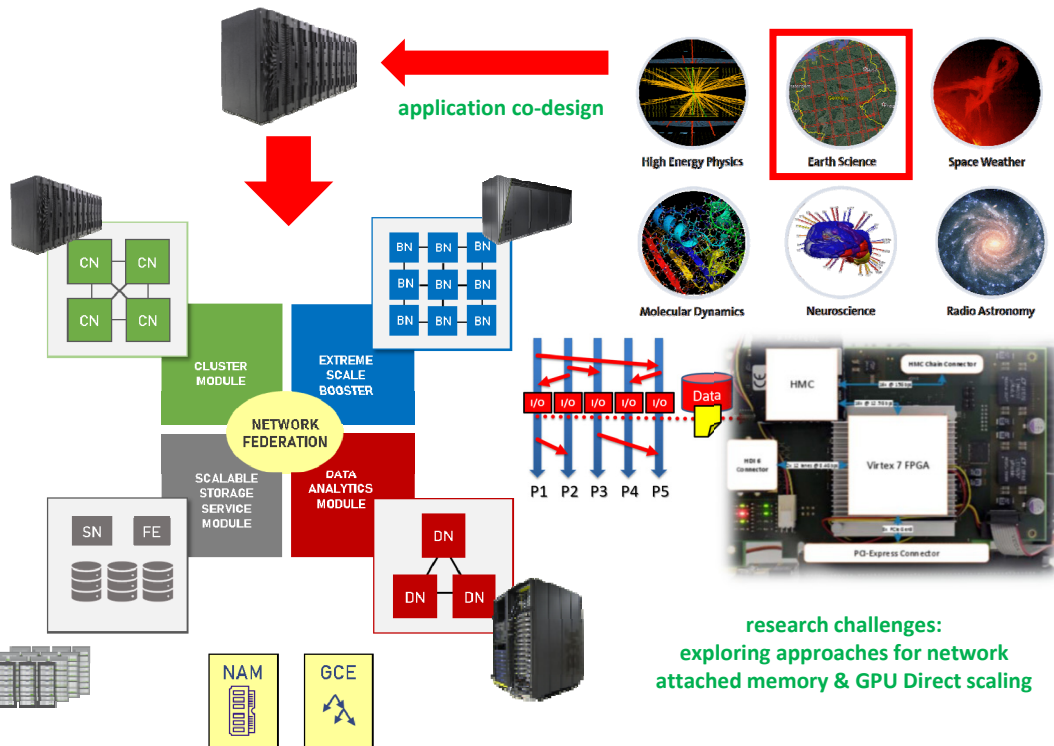 application co-design
High Energy Physics
Earth Science
Space Weather
Molecular Dynamics
Neuroscience
Radio Astronomy
CN
CN
CN
CN
BN
BN
BN
BN
BN
BN
BN
BN
BN
CLUSTER
MODULE
EXTREME
SCALE
BOOSTER
NETWORK
FEDERATION
SCALABLE
STORAGE
SERVICE
MODULE
DATA
ANALYTICS
MODULE
SN
FE
DN
DN
DN
NAM
GCE
I/O
I/O
I/O
I/O
I/O
Data
P1
P2
P3
P4
P5
HMC
HMC Chain Connector
Connector
Virtex 7 FPGA
PCI-Express Connector
research challenges:
exploring approaches for network
attached memory & GPU Direct scaling
Germany
IBM